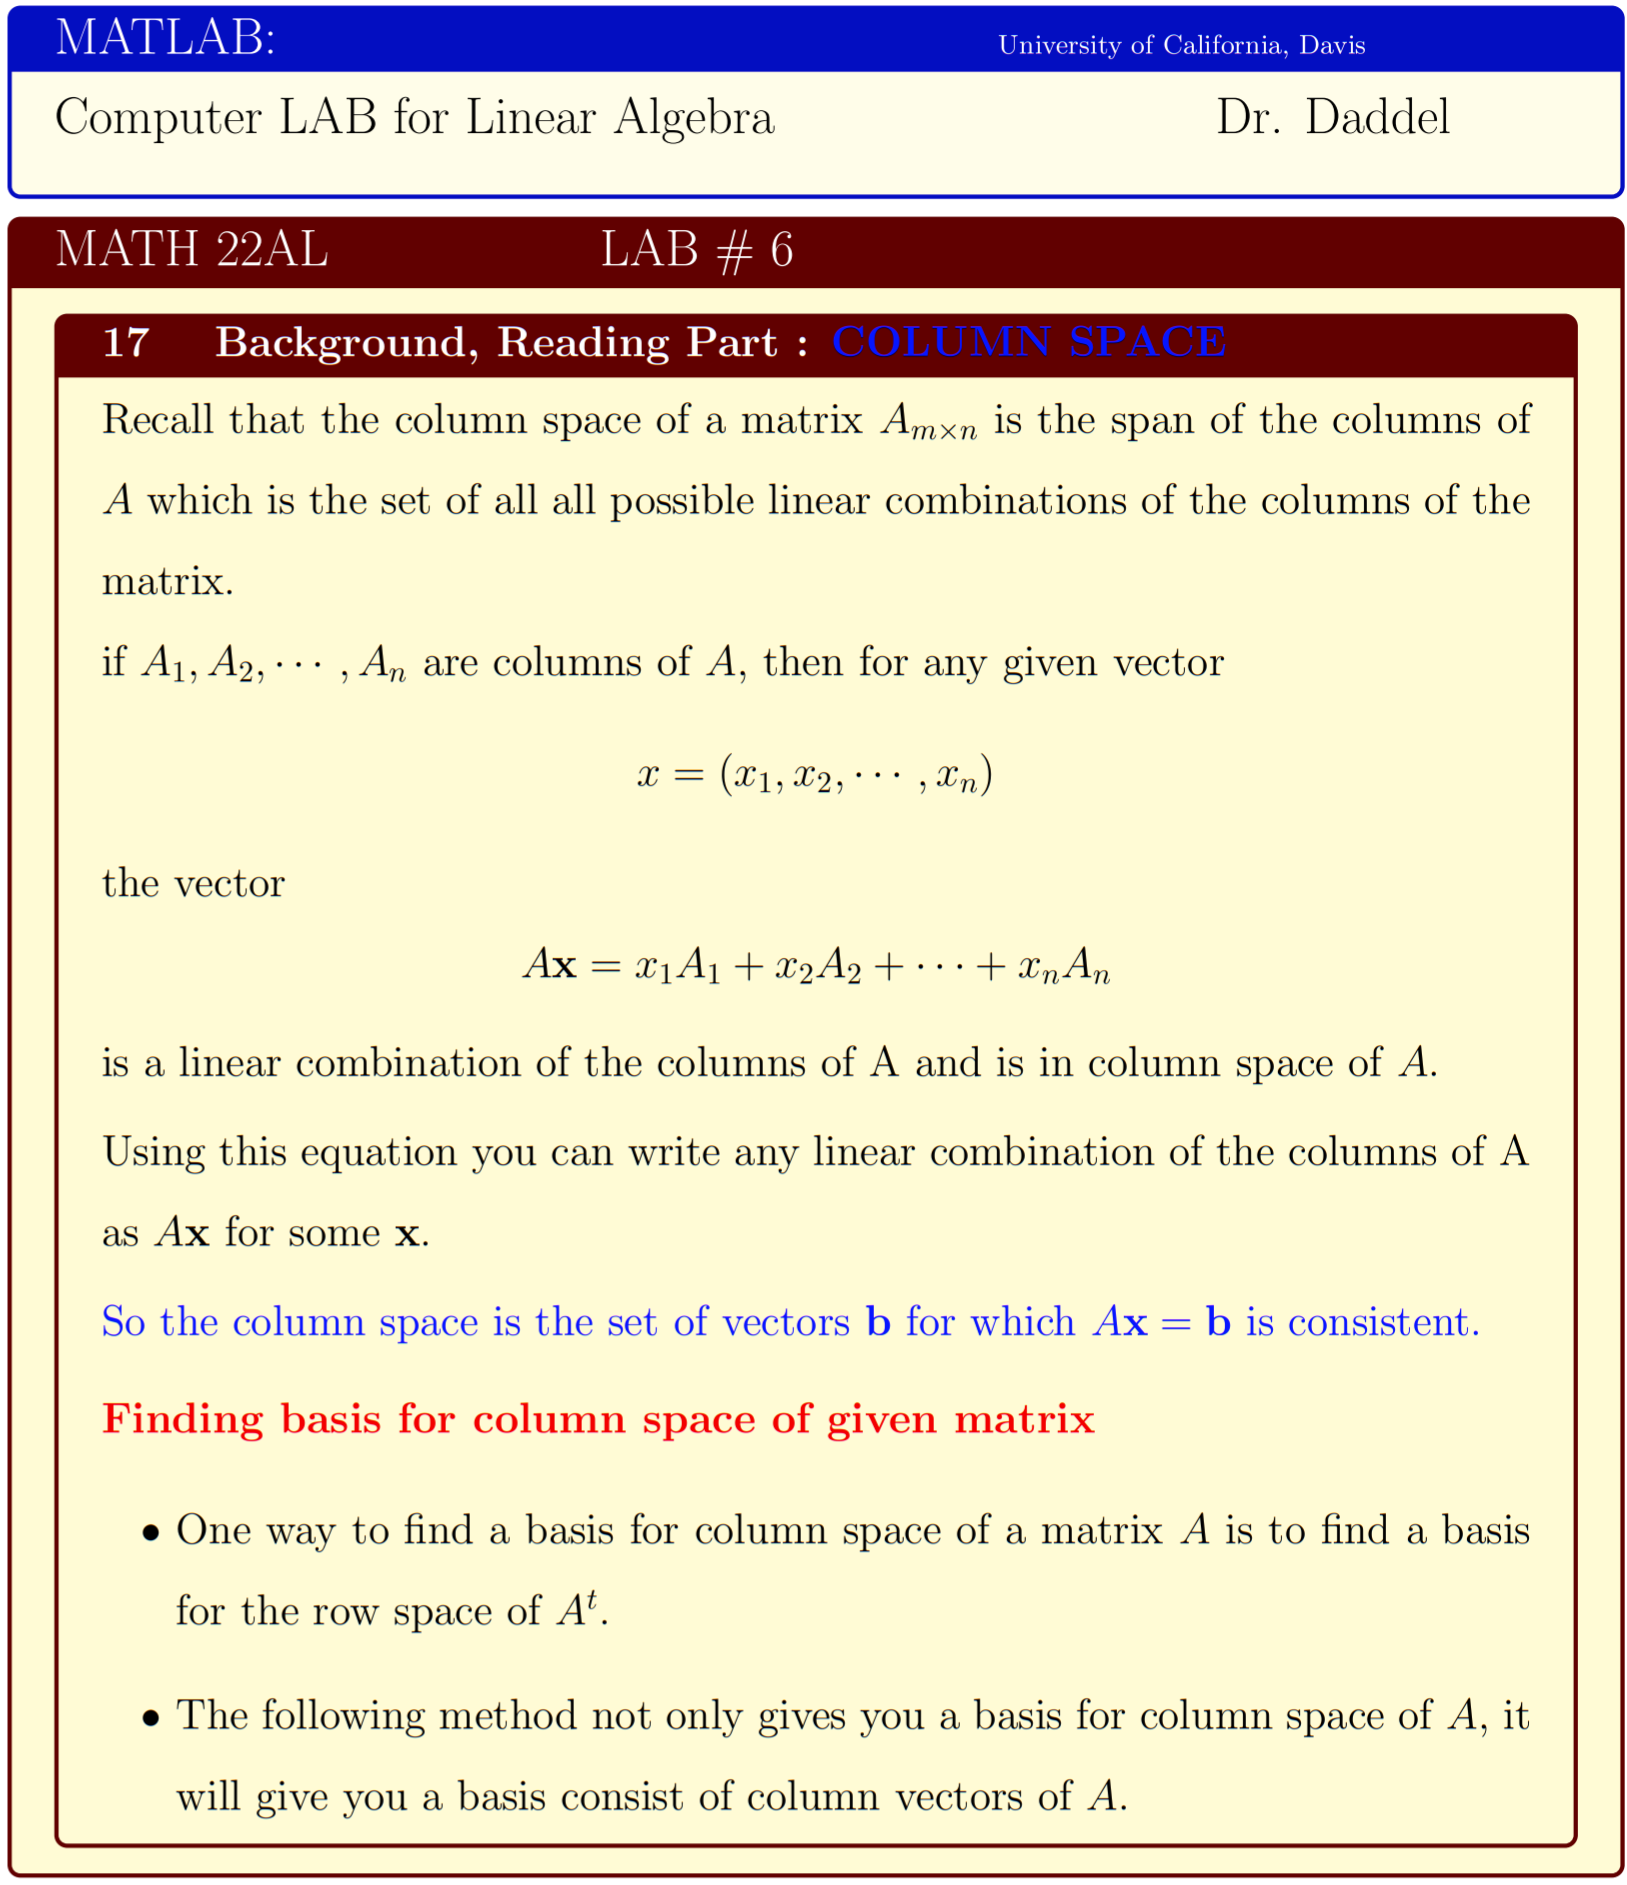 MATLAB: University of California, Davis
Computer LAB for Linear Algebra Dr. Daddel
MATH 22AL LAB # 6
17 Background, Reading Part : COLUMN SPACE
Recall that the column space of a matrix $A_{m \times n}$ is the span of the columns of
$A$ which is the set of all all possible linear combinations of the columns of the
matrix.
if $A_1, A_2, \cdots, A_n$ are columns of $A$, then for any given vector
$x = (x_1, x_2, \cdots, x_n)$
the vector
$A\mathbf{x} = x_1A_1 + x_2A_2 + \cdots + x_nA_n$
is a linear combination of the columns of A and is in column space of $A$.
Using this equation you can write any linear combination of the columns of A
as $A\mathbf{x}$ for some $\mathbf{x}$.
So the column space is the set of vectors $\mathbf{b}$ for which $A\mathbf{x} = \mathbf{b}$ is consistent.
Finding basis for column space of given matrix
• One way to find a basis for column space of a matrix $A$ is to find a basis
for the row space of $A^t$.
• The following method not only gives you a basis for column space of $A$, it
will give you a basis consist of column vectors of $A$.